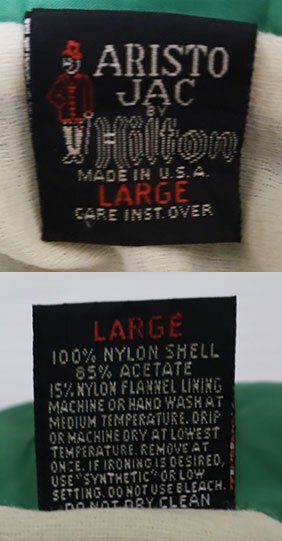 ARISTO
JAC
BY
Hilton
MADE IN U.S.A.
LARGE
CARE INST. OVER
LARGE
100% NYLON SHELL
85% ACETATE
15% NYLON FLANNEL LINING
MACHINE OR HAND WASH AT
MEDIUM TEMPERATURE. DRIP
OR MACHINE DRY AT LOWEST
TEMPERATURE. REMOVE AT
ONCE. IF IRONING IS DESIRED,
USE "SYNTHETIC" OR LOW
SETTING. DO NOT USE BLEACH.
DO NOT DRY CLEAN